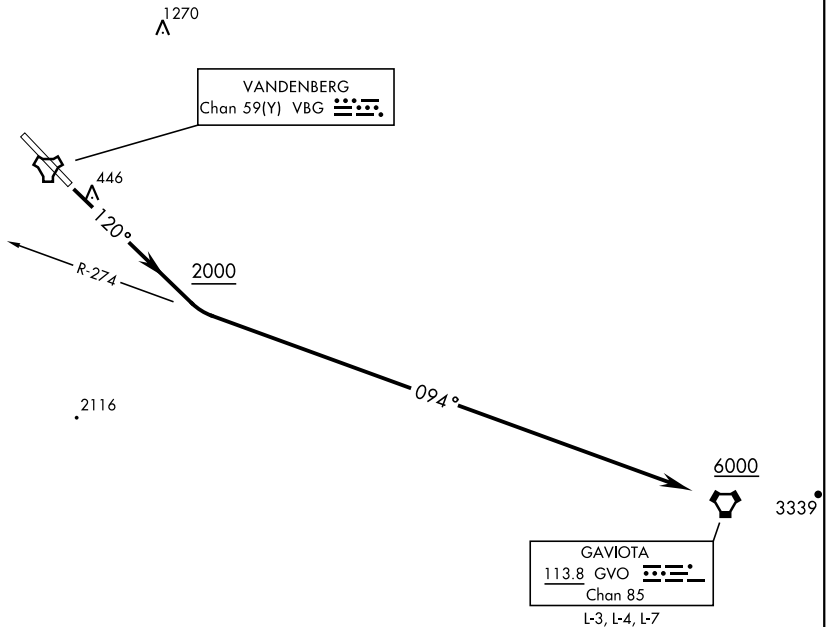 1270
VANDENBERG
Chan 59(Y) VBG
446
120°
R-274
2000
094°
2116
6000
3339
GAVIOTA
113.8 GVO
Chan 85
L-3, L-4, L-7